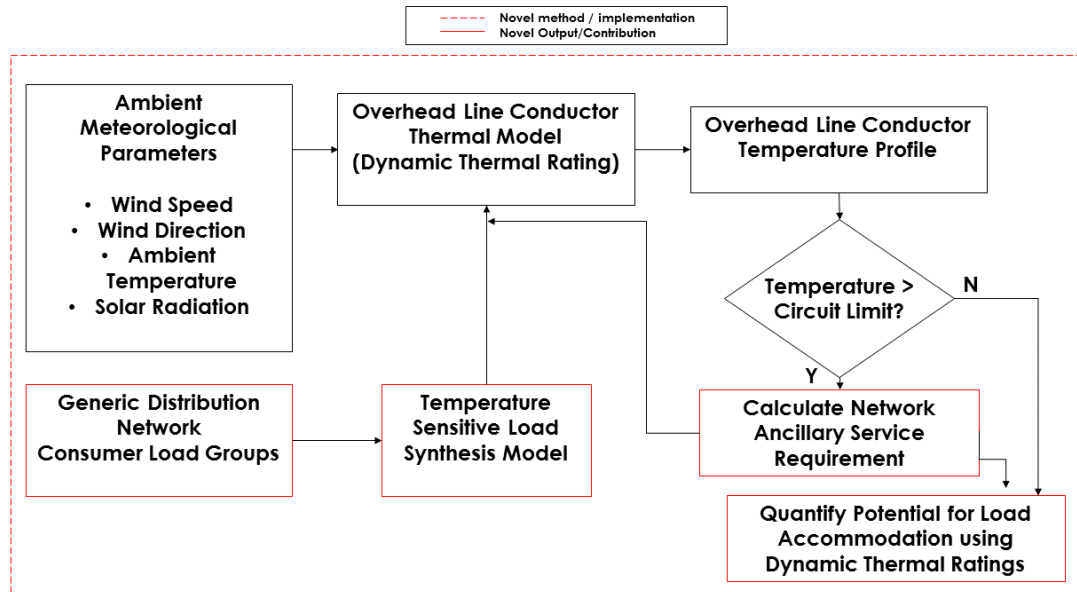 Novel method / implementation
Novel Output/Contribution
Ambient
Meteorological
Parameters
• Wind Speed
• Wind Direction
• Ambient
Temperature
• Solar Radiation
Overhead Line Conductor
Thermal Model
(Dynamic Thermal Rating)
Overhead Line Conductor
Temperature Profile
Temperature >
Circuit Limit?
N
Y
Generic Distribution
Network
Consumer Load Groups
Temperature
Sensitive Load
Synthesis Model
Calculate Network
Ancillary Service
Requirement
Quantify Potential for Load
Accommodation using
Dynamic Thermal Ratings